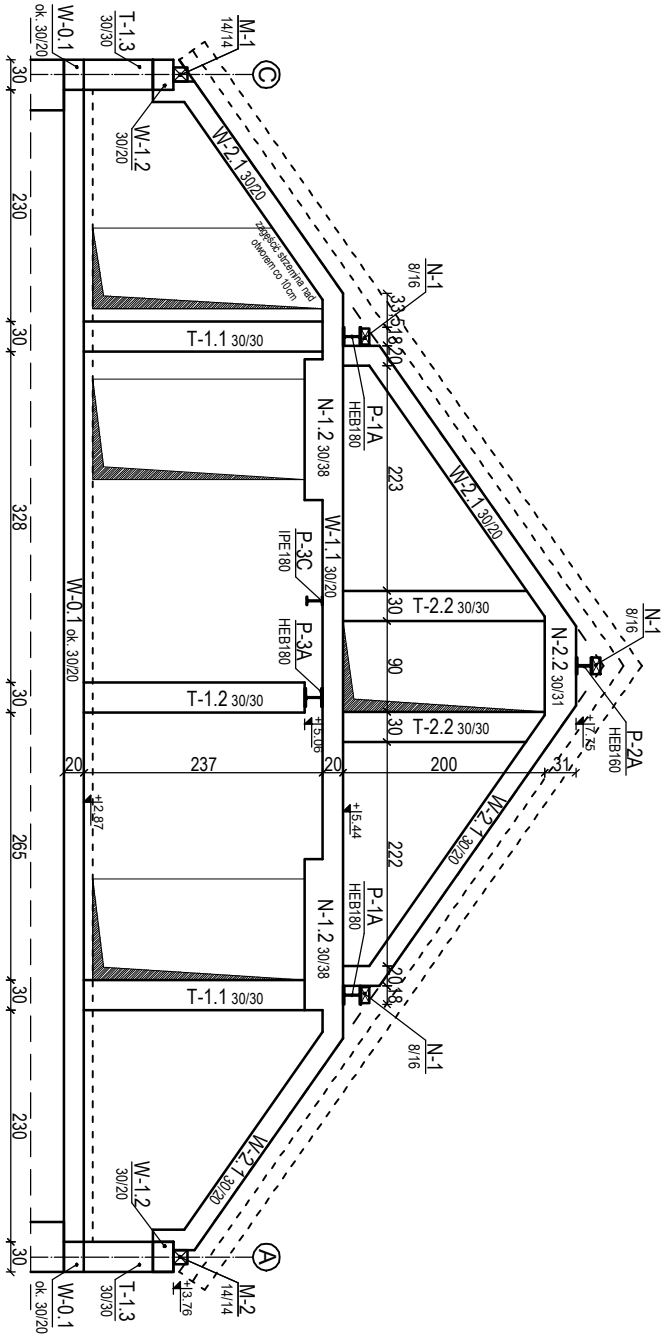 N-1
8/16
P-2A
HEB160
+7.75
N-2.2 30/31
31
N-1
8/16
33,5
18
20
P-1A
HEB180
223
W-2.1 30/20
T-2.2 30/30
30
90
30
T-2.2 30/30
200
W-2.1 30/20
222
P-1A
HEB180
20
18
N-1
8/16
W-2.1 30/20
zagęścić strzemina nad
otworem co 10cm
N-1.2 30/38
W-1.1 30/20
+5.44
20
N-1.2 30/38
W-2.1 30/20
P-3C
IPE180
P-3A
HEB180
+5.06
T-1.1 30/30
T-1.2 30/30
237
T-1.1 30/30
C
M-1
14/14
W-1.2
30/20
T-1.3
30/30
W-0.1
ok. 30/20
A
M-2
14/14
+3.76
W-1.2
30/20
T-1.3
30/30
W-0.1
ok. 30/20
W-0.1 ok. 30/20
+2.87
20
30
230
30
328
30
265
30
230
30